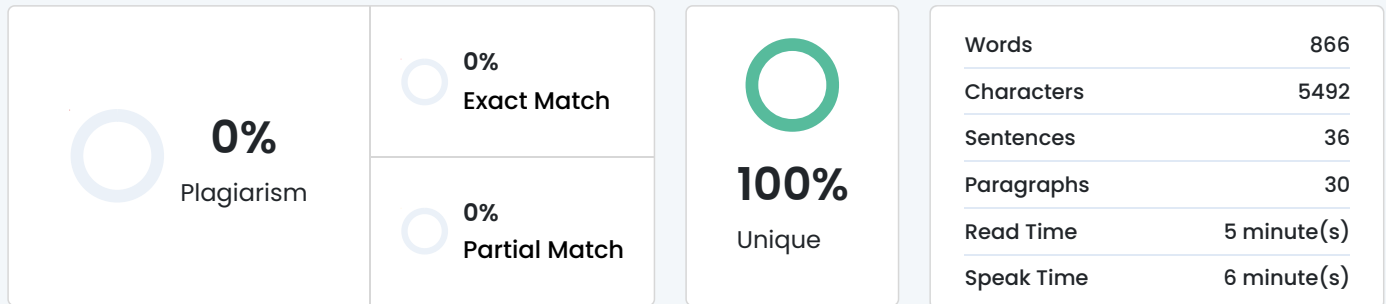 0%
Plagiarism
0%
Exact Match
0%
Partial Match
100%
Unique
Words 866
Characters 5492
Sentences 36
Paragraphs 30
Read Time 5 minute(s)
Speak Time 6 minute(s)